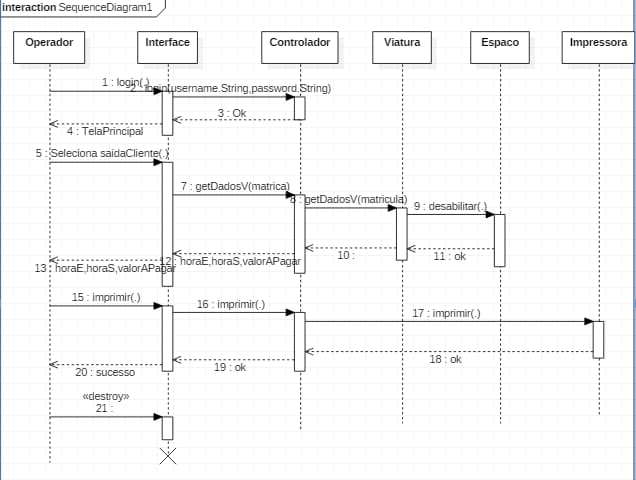 interaction SequenceDiagram1
Operador
Interface
Controlador
Viatura
Espaco
Impressora
1 : login(.)
2 : login(username.String,password.String)
3 : Ok
4 : TelaPrincipal
5 : Seleciona saidaCliente(.)
7 : getDadosV(matrica)
8 : getDadosV(matricula)
9 : desabilitar(.)
10 :
11 : ok
12 : horaE,horaS,valorAPagar
13 : horaE,horaS,valorAPagar
15 : imprimir(.)
16 : imprimir(.)
17 : imprimir(.)
18 : ok
19 : ok
20 : sucesso
«destroy»
21 :